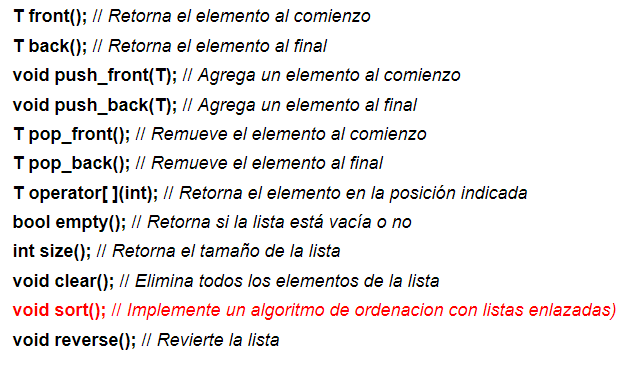 T front(); // Retorna el elemento al comienzo
T back(); // Retorna el elemento al final
void push_front(T); // Agrega un elemento al comienzo
void push_back(T); // Agrega un elemento al final
T pop_front(); // Remueve el elemento al comienzo
T pop_back(); // Remueve el elemento al final
T operator[ ](int); // Retorna el elemento en la posición indicada
bool empty(); // Retorna si la lista está vacía o no
int size(); // Retorna el tamaño de la lista
void clear(); // Elimina todos los elementos de la lista
void sort(); // Implemente un algoritmo de ordenacion con listas enlazadas)
void reverse(); // Revierte la lista